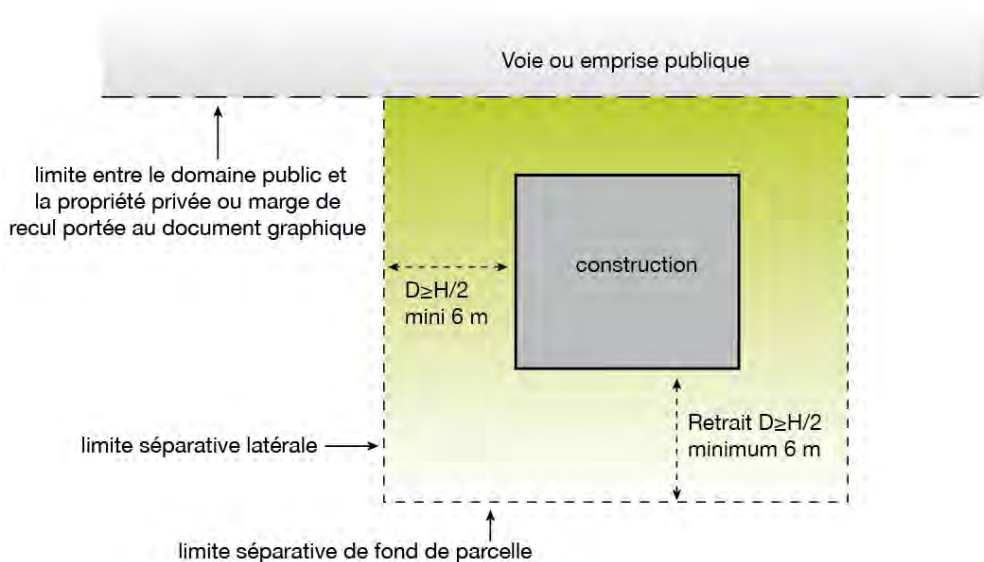 Voie ou emprise publique
limite entre le domaine public et
la propriété privée ou marge de
recul portée au document graphique
construction
D≥H/2
mini 6 m
Retrait D≥H/2
minimum 6 m
limite séparative latérale
limite séparative de fond de parcelle